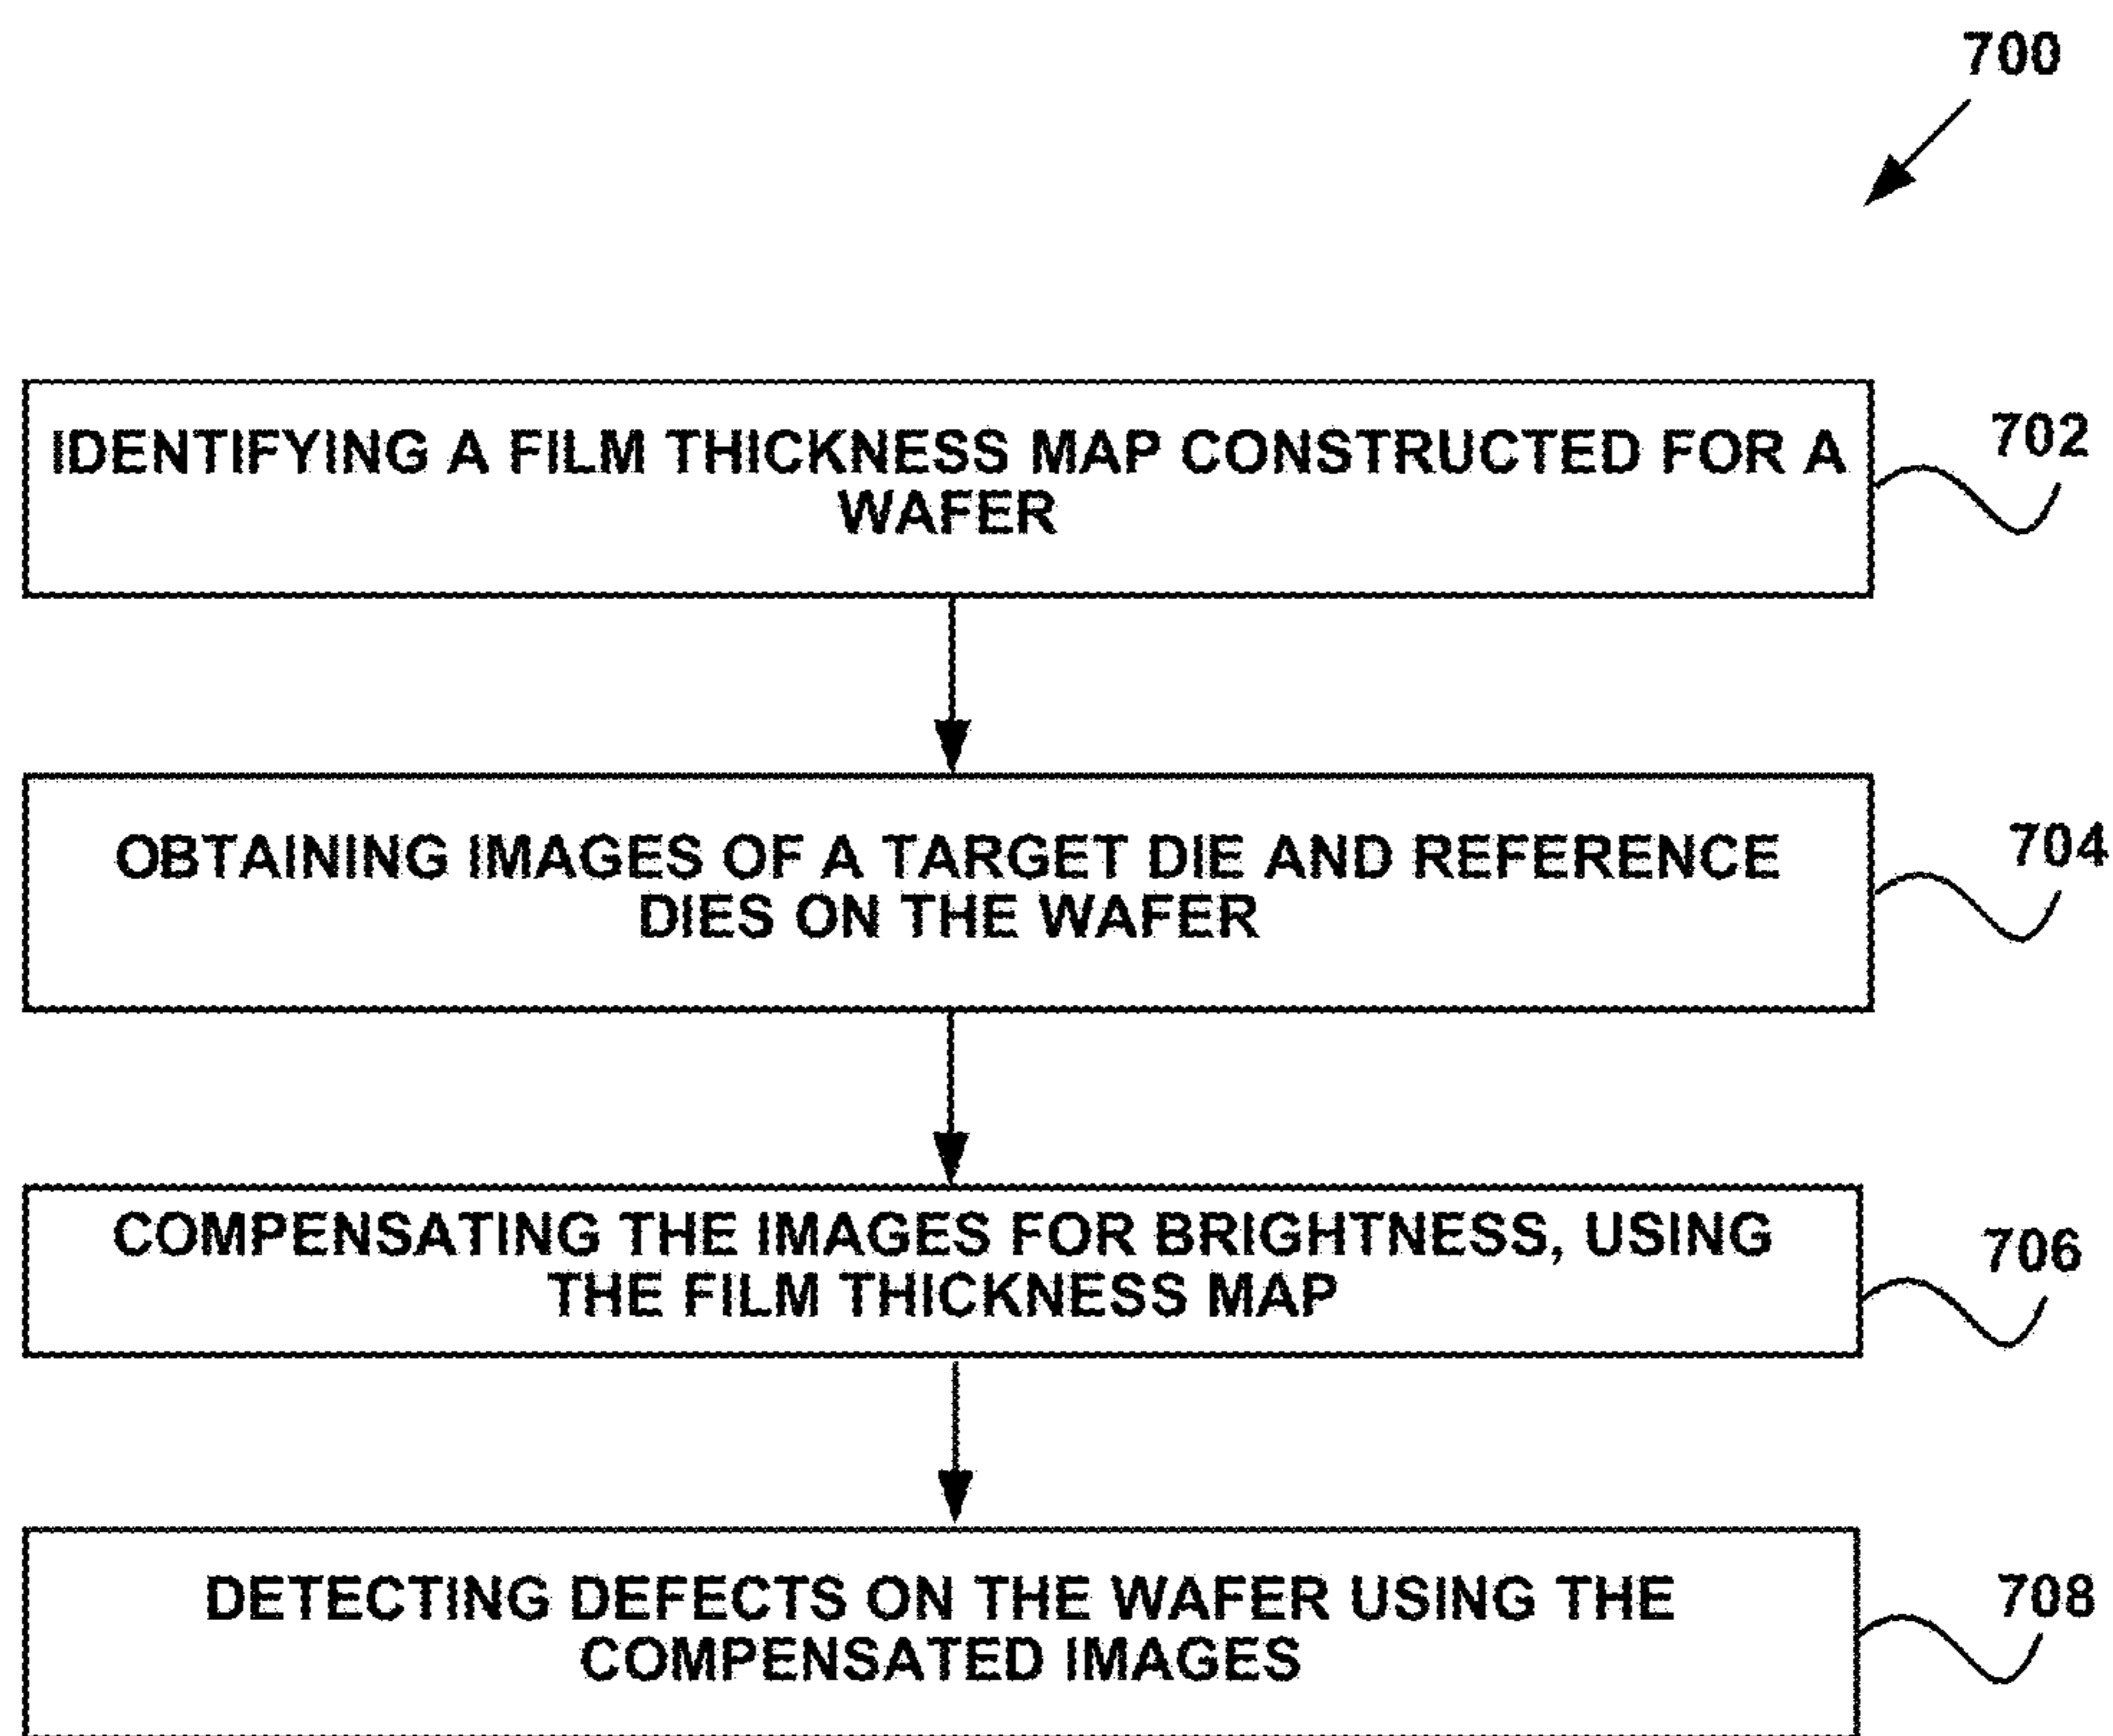 700
IDENTIFYING A FILM THICKNESS MAP CONSTRUCTED FOR A
WAFER
702
OBTAINING IMAGES OF A TARGET DIE AND REFERENCE
DIES ON THE WAFER
704
COMPENSATING THE IMAGES FOR BRIGHTNESS, USING
THE FILM THICKNESS MAP
706
DETECTING DEFECTS ON THE WAFER USING THE
COMPENSATED IMAGES
708